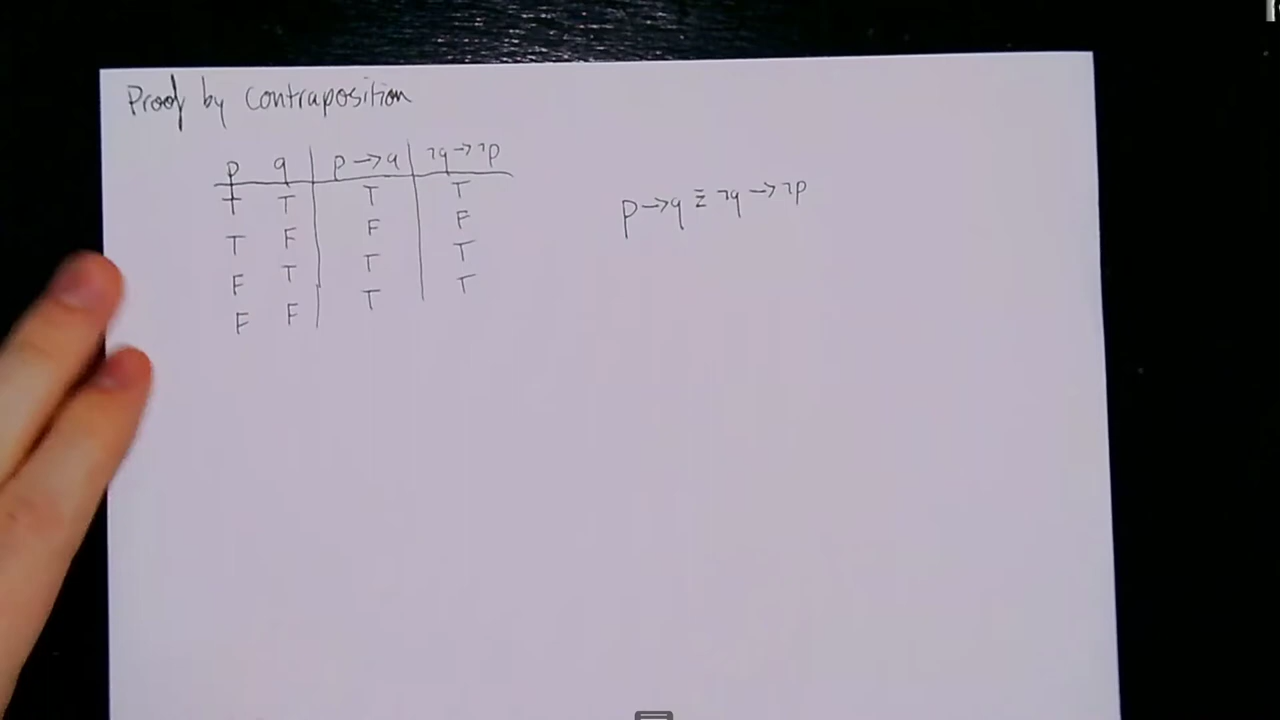 Proof by Contraposition
p q p → q ¬q → ¬p
T T T T
T F F F
F T T T
F F T T
p → q ≡ ¬q → ¬p